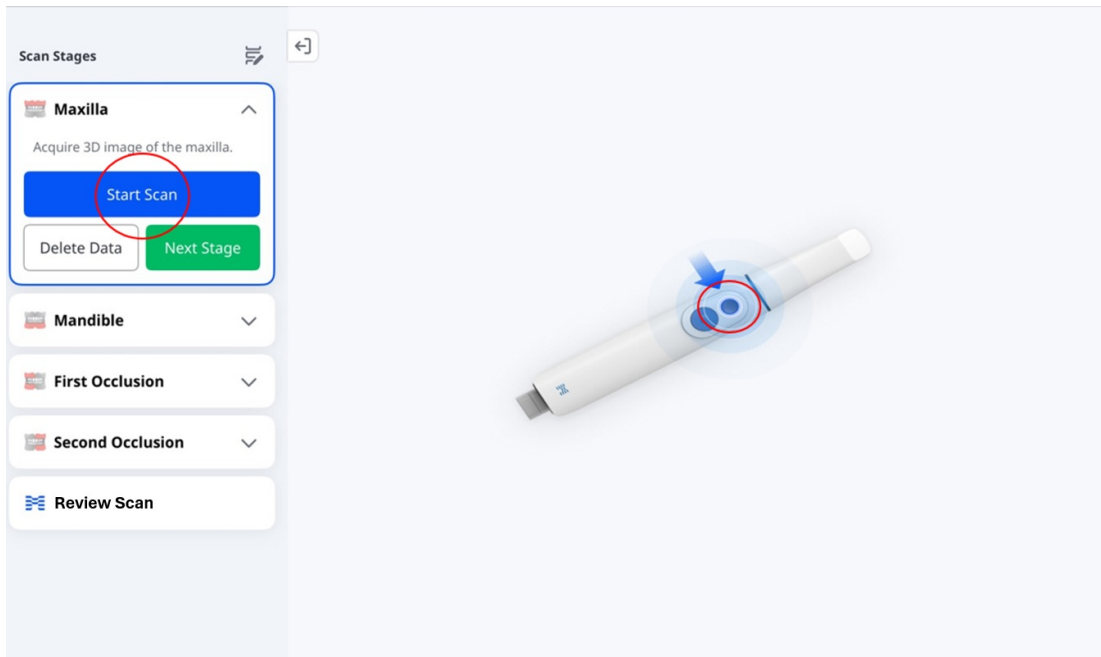 Scan Stages
Maxilla
Acquire 3D image of the maxilla.
Start Scan
Delete Data
Next Stage
Mandible
First Occlusion
Second Occlusion
Review Scan